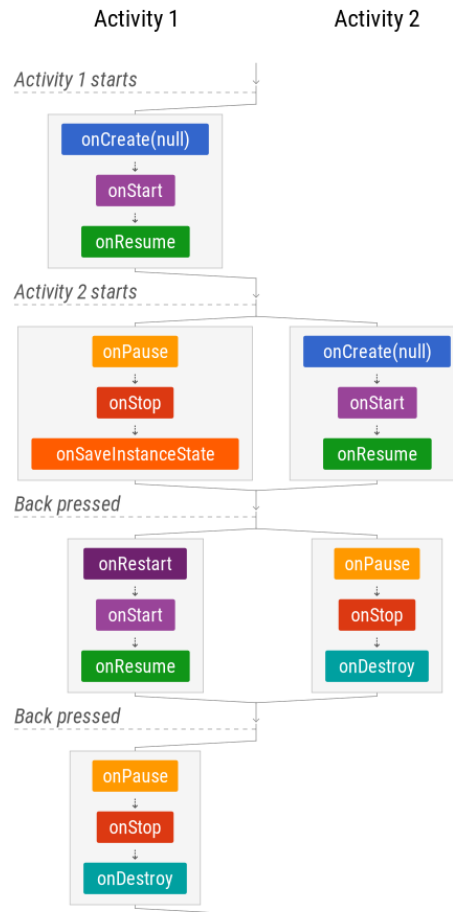 Activity 1
Activity 2
Activity 1 starts
onCreate(null)
onStart
onResume
Activity 2 starts
onPause
onStop
onSaveInstanceState
onCreate(null)
onStart
onResume
Back pressed
onRestart
onStart
onResume
onPause
onStop
onDestroy
Back pressed
onPause
onStop
onDestroy